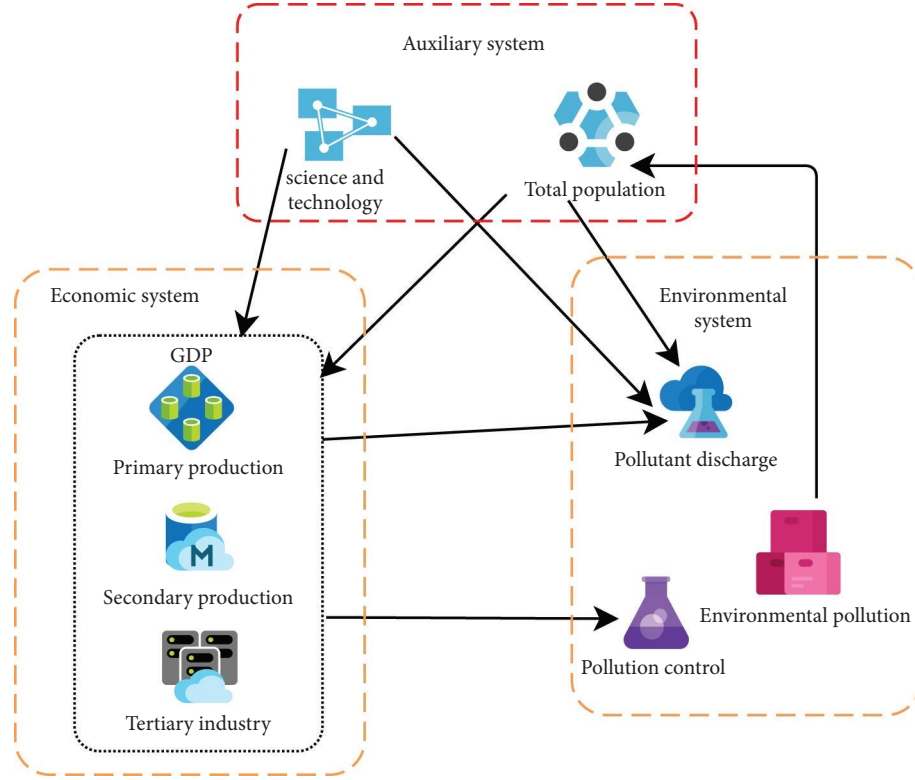 Auxiliary system
science and
technology
Total population
Economic system
GDP
Primary production
M
Secondary production
Tertiary industry
Environmental
system
Pollutant discharge
Environmental pollution
Pollution control